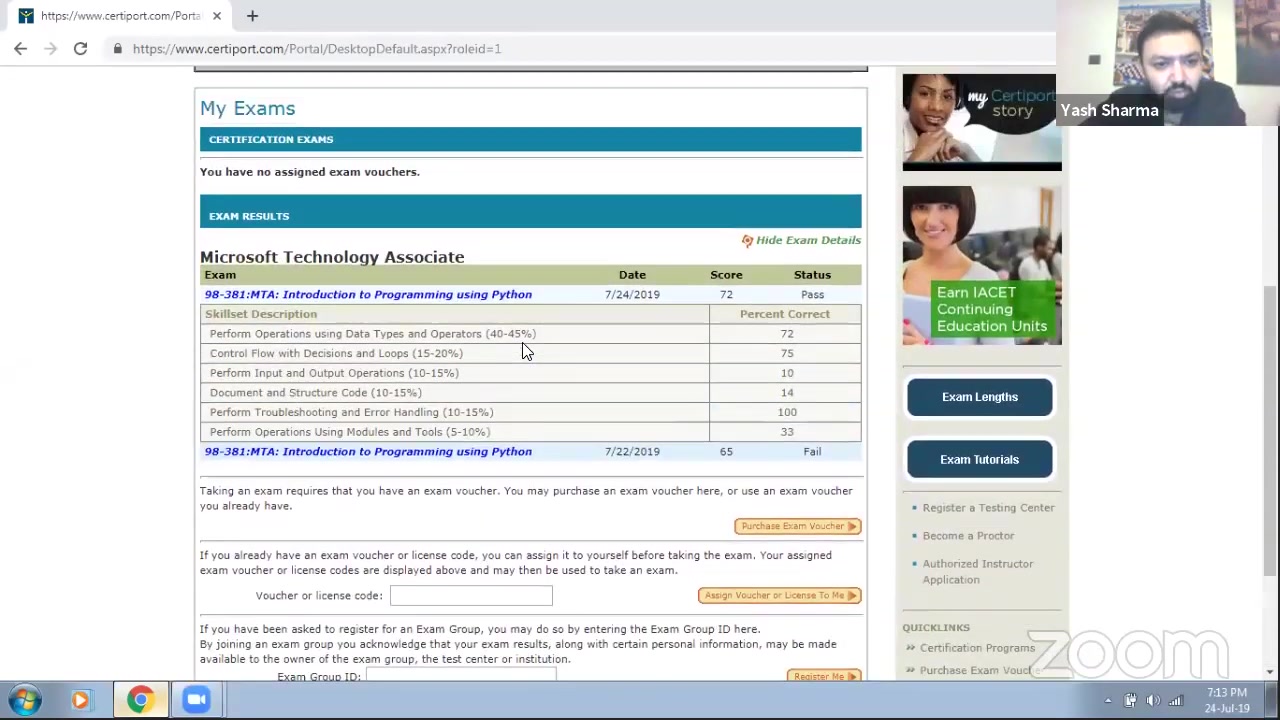 https://www.certiport.com/Porta
https://www.certiport.com/Portal/DesktopDefault.aspx?roleid=1
Yash Sharma
my Certiport
story
My Exams
CERTIFICATION EXAMS
You have no assigned exam vouchers.
EXAM RESULTS
Hide Exam Details
Microsoft Technology Associate
Exam Date Score Status
98-381:MTA: Introduction to Programming using Python 7/24/2019 72 Pass
Skillset Description Percent Correct
Perform Operations using Data Types and Operators (40-45%) 72
Control Flow with Decisions and Loops (15-20%) 75
Perform Input and Output Operations (10-15%) 10
Document and Structure Code (10-15%) 14
Perform Troubleshooting and Error Handling (10-15%) 100
Perform Operations Using Modules and Tools (5-10%) 33
98-381:MTA: Introduction to Programming using Python 7/22/2019 65 Fail
Taking an exam requires that you have an exam voucher. You may purchase an exam voucher here, or use an exam voucher
you already have.
Purchase Exam Voucher
If you already have an exam voucher or license code, you can assign it to yourself before taking the exam. Your assigned
exam voucher or license codes are displayed above and may then be used to take an exam.
Voucher or license code:
Assign Voucher or License To Me
If you have been asked to register for an Exam Group, you may do so by entering the Exam Group ID here.
By joining an exam group you acknowledge that your exam results, along with certain personal information, may be made
available to the owner of the exam group, the test center or institution.
Exam Group ID:
Register Me
Earn IACET
Continuing
Education Units
Exam Lengths
Exam Tutorials
Register a Testing Center
Become a Proctor
Authorized Instructor
Application
QUICKLINKS
Certification Programs
Purchase Exam Vouche
zoom
7:13 PM
24-Jul-19